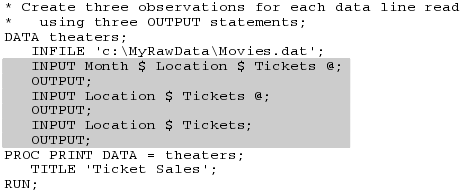 * Create three observations for each data line read
*   using three OUTPUT statements;
DATA theaters;
   INFILE 'c:\MyRawData\Movies.dat';
   INPUT Month $ Location $ Tickets @;
   OUTPUT;
   INPUT Location $ Tickets @;
   OUTPUT;
   INPUT Location $ Tickets;
   OUTPUT;
PROC PRINT DATA = theaters;
   TITLE 'Ticket Sales';
RUN;